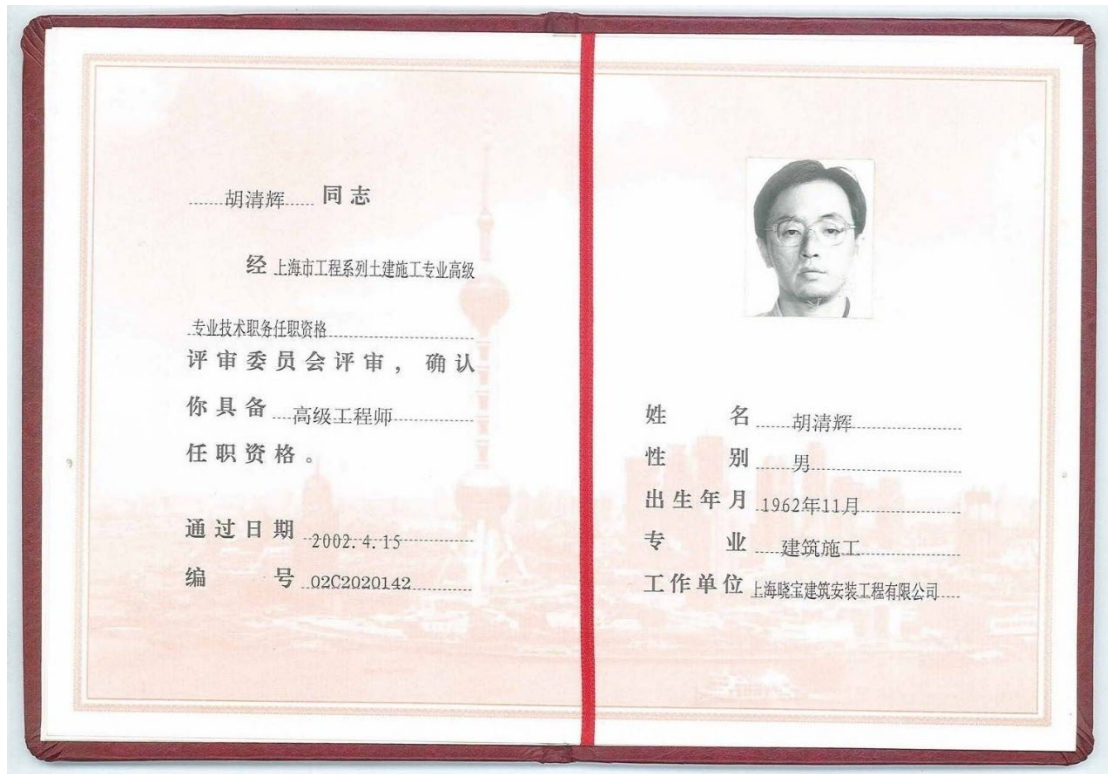 胡清辉 同志
经 上海市工程系列土建施工专业高级
专业技术职务任职资格
评审委员会评审，确认
你具备 高级工程师
任职资格。
通过日期 2002.4.15
编号 02C2020142
姓名 胡清辉
性别 男
出生年月 1962年11月
专业 建筑施工
工作单位 上海晓宝建筑安装工程有限公司